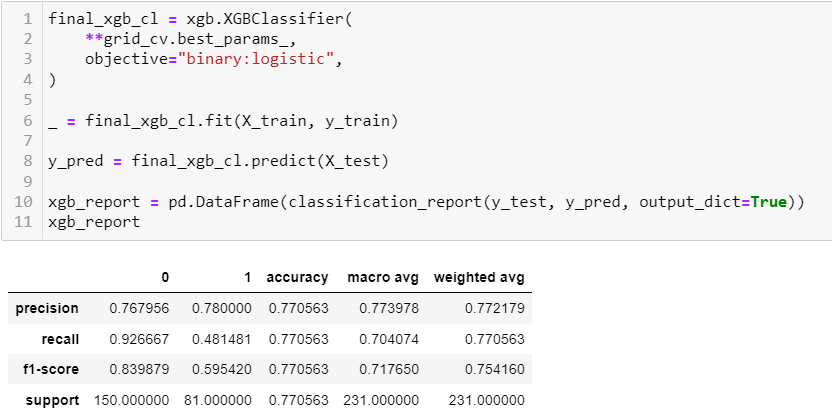 1 final_xgb_cl = xgb.XGBClassifier(
2     **grid_cv.best_params_,
3     objective="binary:logistic",
4 )
5
6 _ = final_xgb_cl.fit(X_train, y_train)
7
8 y_pred = final_xgb_cl.predict(X_test)
9
10 xgb_report = pd.DataFrame(classification_report(y_test, y_pred, output_dict=True))
11 xgb_report
0 1 accuracy macro avg weighted avg
precision 0.767956 0.780000 0.770563 0.773978 0.772179
recall 0.926667 0.481481 0.770563 0.704074 0.770563
f1-score 0.839879 0.595420 0.770563 0.717650 0.754160
support 150.000000 81.000000 0.770563 231.000000 231.000000